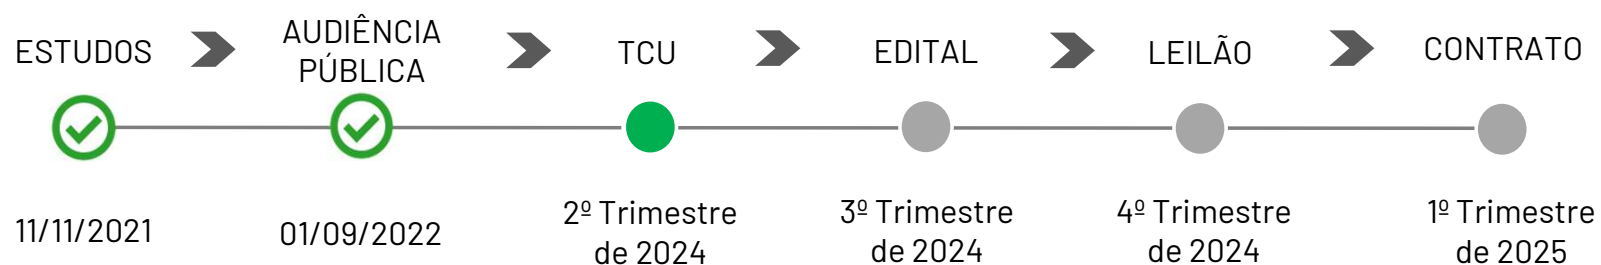 ESTUDOS
AUDIÊNCIA
PÚBLICA
TCU
EDITAL
LEILÃO
CONTRATO
11/11/2021
01/09/2022
2º Trimestre
de 2024
3º Trimestre
de 2024
4º Trimestre
de 2024
1º Trimestre
de 2025